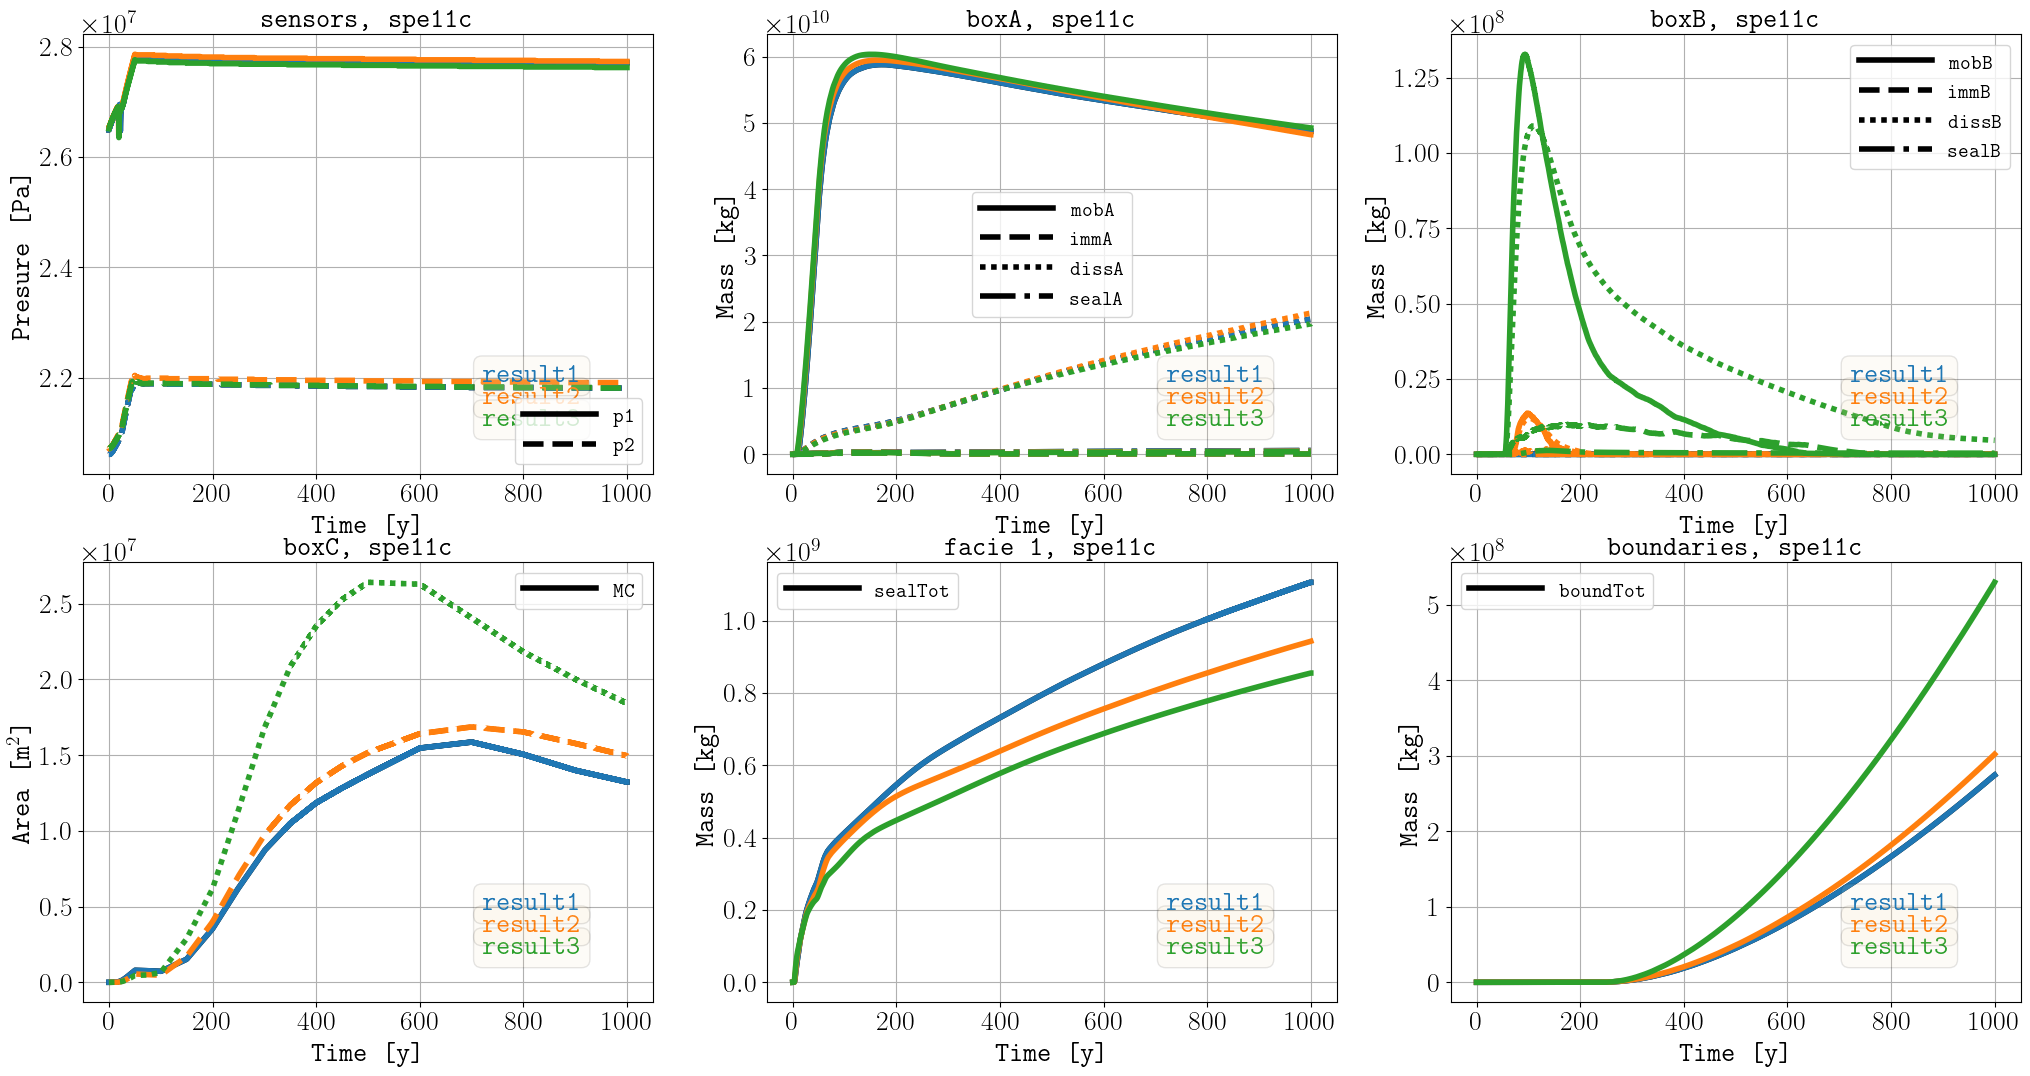 sensors, spe11c
×10^7
2.8
2.6
2.4
2.2
Presure [Pa]
result1
result2
result3
p1
p2
0 200 400 600 800 1000
Time [y]
boxA, spe11c
×10^10
6
5
4
3
2
1
0
Mass [kg]
mobA
immA
dissA
sealA
result1
result2
result3
0 200 400 600 800 1000
Time [y]
boxB, spe11c
×10^8
1.25
1.00
0.75
0.50
0.25
0.00
Mass [kg]
mobB
immB
dissB
sealB
result1
result2
result3
0 200 400 600 800 1000
Time [y]
boxC, spe11c
×10^7
2.5
2.0
1.5
1.0
0.5
0.0
Area [m²]
MC
result1
result2
result3
0 200 400 600 800 1000
Time [y]
facie 1, spe11c
×10^9
1.0
0.8
0.6
0.4
0.2
0.0
Mass [kg]
sealTot
result1
result2
result3
0 200 400 600 800 1000
Time [y]
boundaries, spe11c
×10^8
5
4
3
2
1
0
Mass [kg]
boundTot
result1
result2
result3
0 200 400 600 800 1000
Time [y]